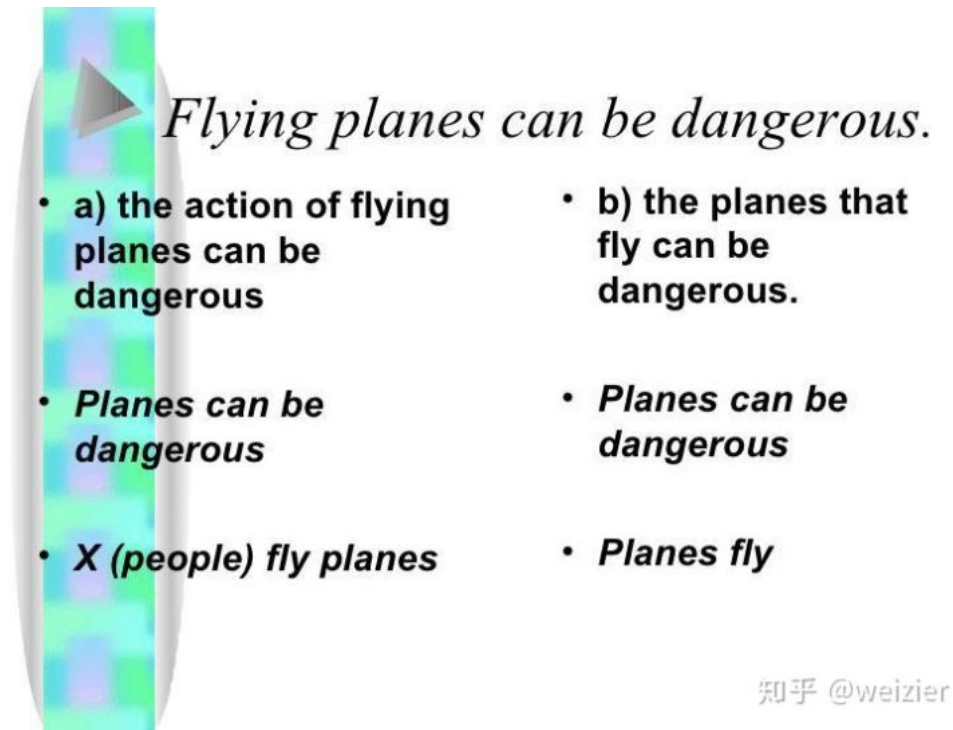 Flying planes can be dangerous.
• a) the action of flying
planes can be
dangerous
• Planes can be
dangerous
• X (people) fly planes
• b) the planes that
fly can be
dangerous.
• Planes can be
dangerous
• Planes fly
知乎 @weizier